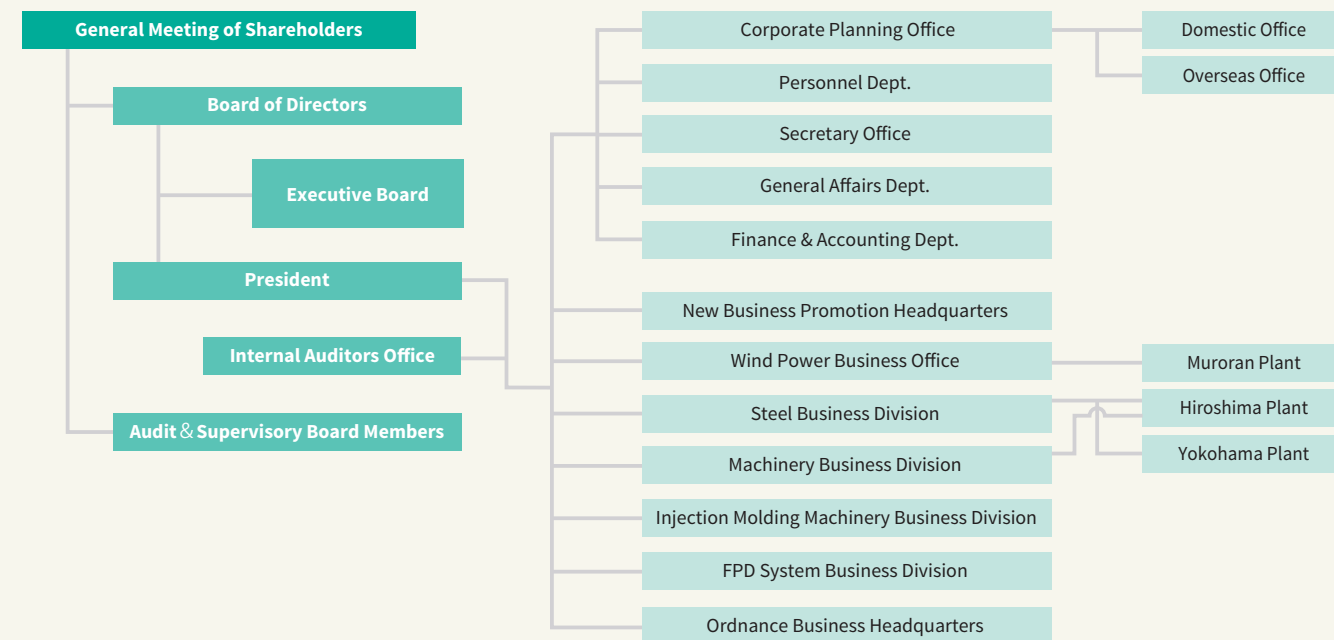 General Meeting of Shareholders
Board of Directors
Executive Board
President
Internal Auditors Office
Audit＆Supervisory Board Members
Corporate Planning Office
Personnel Dept.
Secretary Office
General Affairs Dept.
Finance & Accounting Dept.
New Business Promotion Headquarters
Wind Power Business Office
Steel Business Division
Machinery Business Division
Injection Molding Machinery Business Division
FPD System Business Division
Ordnance Business Headquarters
Domestic Office
Overseas Office
Muroran Plant
Hiroshima Plant
Yokohama Plant